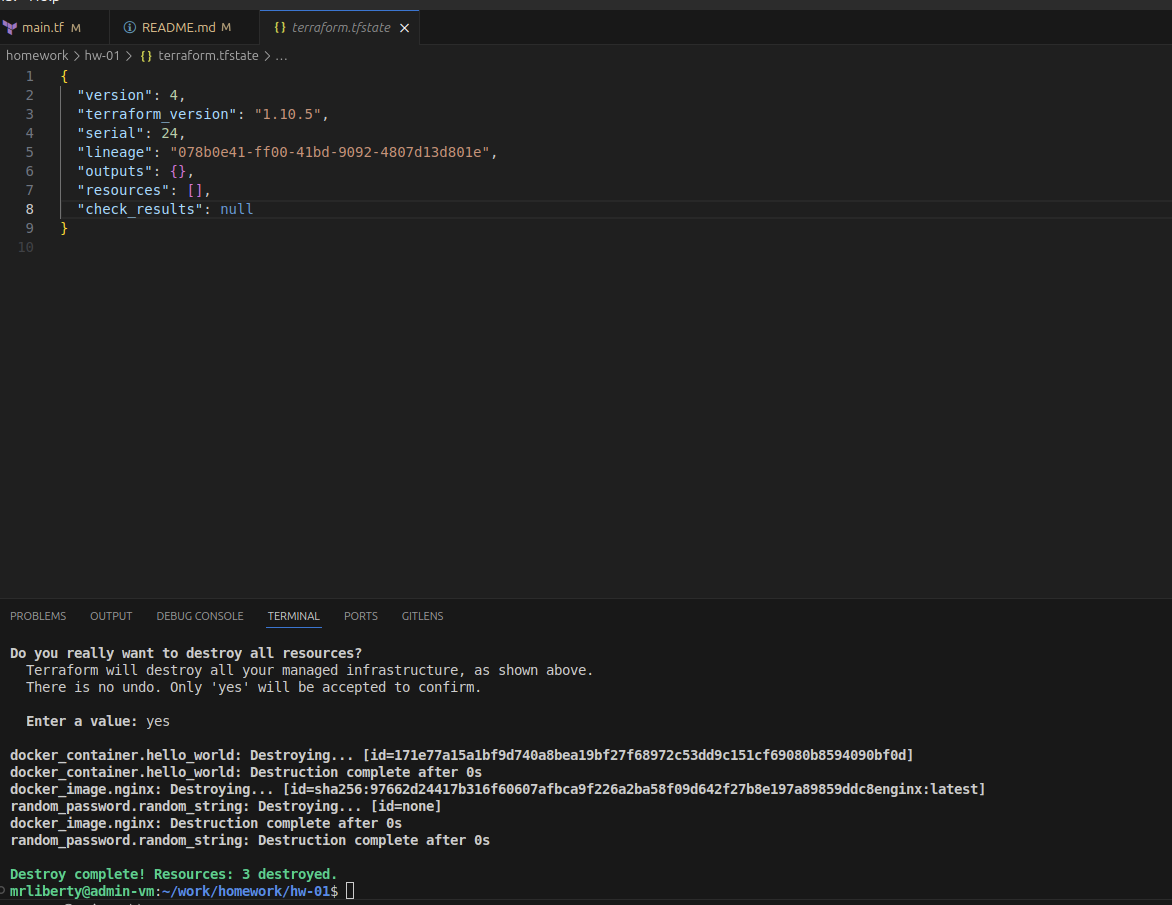 Help
main.tf M README.md M {} terraform.tfstate ×
homework > hw-01 > {} terraform.tfstate > ...
1 {
2 "version": 4,
3 "terraform_version": "1.10.5",
4 "serial": 24,
5 "lineage": "078b0e41-ff00-41bd-9092-4807d13d801e",
6 "outputs": {},
7 "resources": [],
8 "check_results": null
9 }
10
PROBLEMS OUTPUT DEBUG CONSOLE TERMINAL PORTS GITLENS
Do you really want to destroy all resources?
Terraform will destroy all your managed infrastructure, as shown above.
There is no undo. Only 'yes' will be accepted to confirm.
Enter a value: yes
docker_container.hello_world: Destroying... [id=171e77a15a1bf9d740a8bea19bf27f68972c53dd9c151cf69080b8594090bf0d]
docker_container.hello_world: Destruction complete after 0s
docker_image.nginx: Destroying... [id=sha256:97662d24417b316f60607afbca9f226a2ba58f09d642f27b8e197a89859ddc8enginx:latest]
random_password.random_string: Destroying... [id=none]
docker_image.nginx: Destruction complete after 0s
random_password.random_string: Destruction complete after 0s
Destroy complete! Resources: 3 destroyed.
mrliberty@admin-vm:~/work/homework/hw-01$